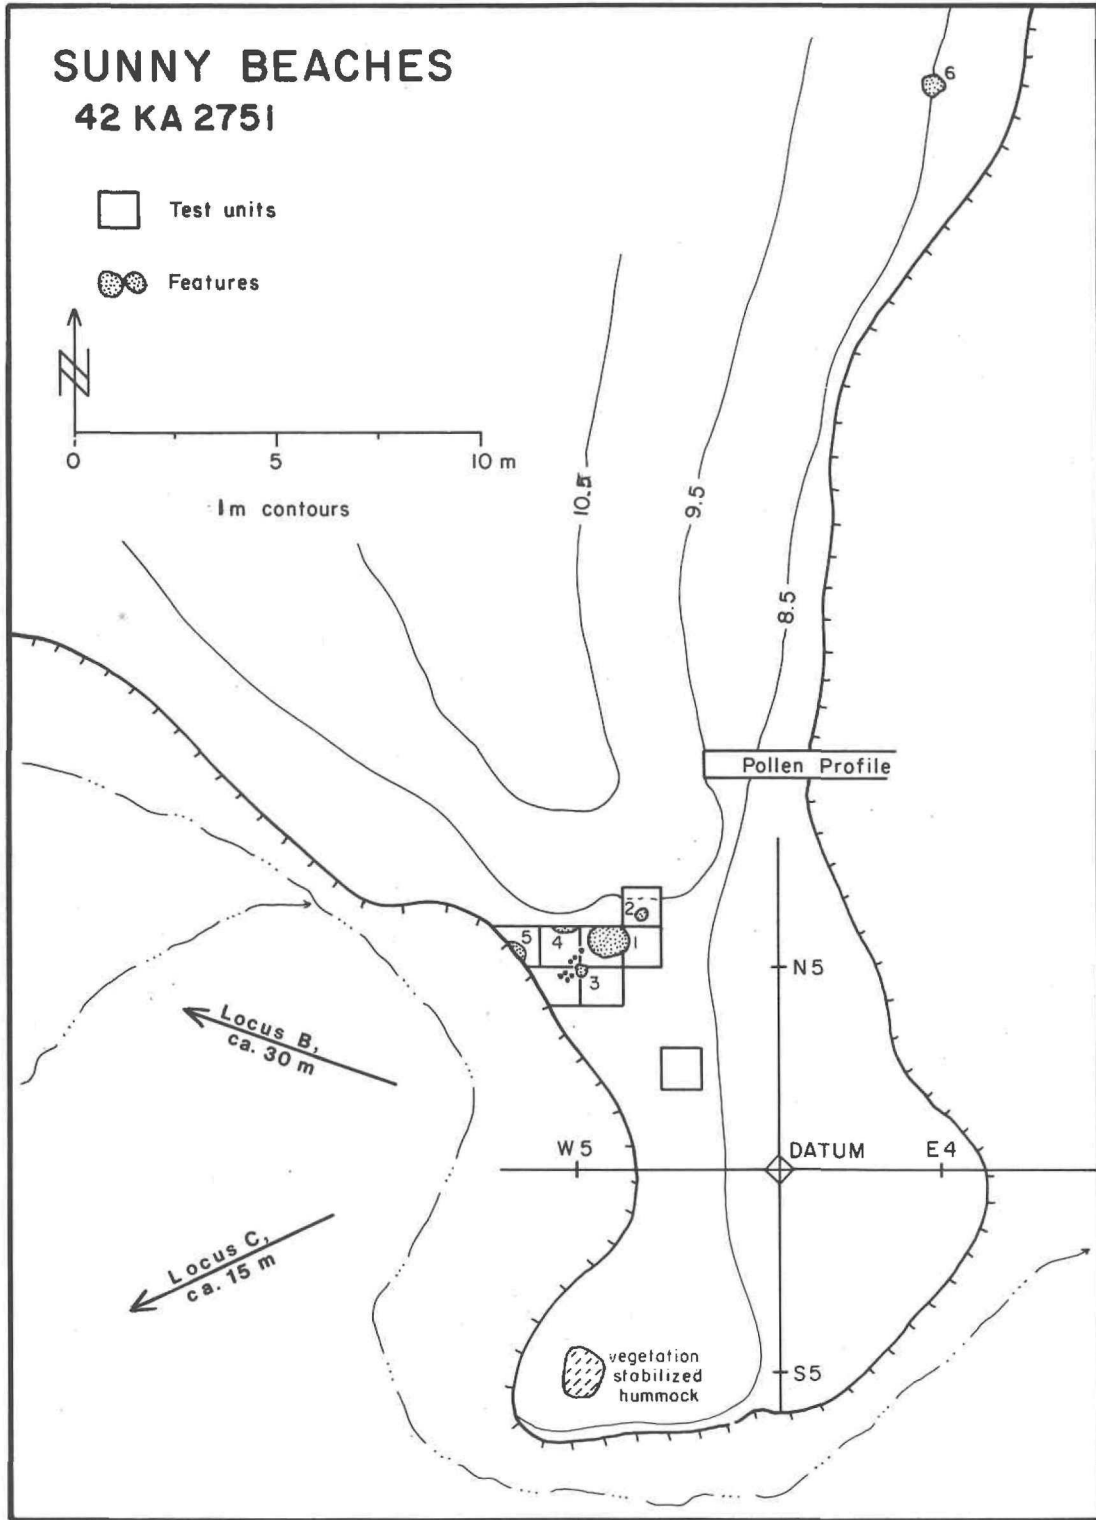 SUNNY BEACHES
42 KA 2751
Test units
Features
N
0 5 10 m
1m contours
6
10.5
9.5
8.5
Pollen Profile
2
5 4 1
3
N5
Locus B,
ca. 30 m
W5
DATUM
E4
Locus C,
ca. 15 m
vegetation
stabilized
hummock
S5